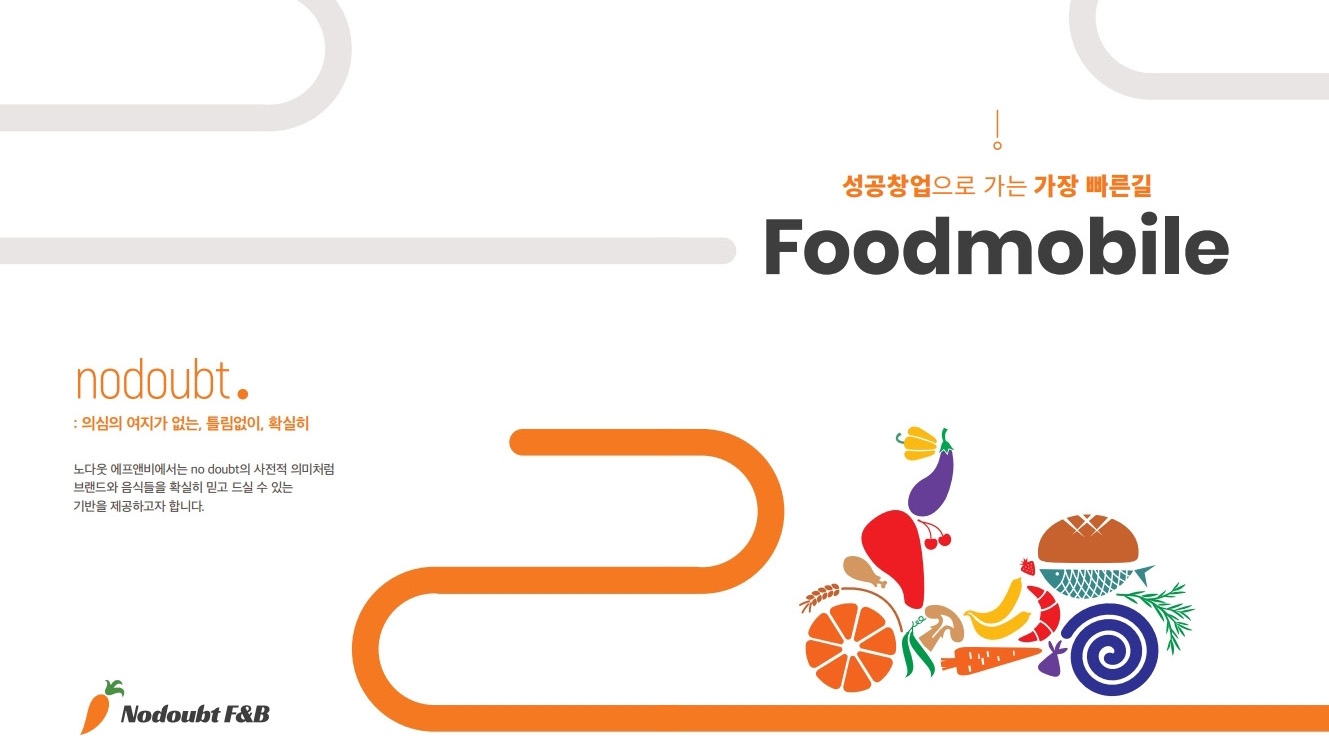 성공창업으로 가는 가장 빠른길
Foodmobile
nodoubt.
: 의심의 여지가 없는, 틀림없이, 확실히
노다웃 에프앤비에서는 no doubt의 사전적 의미처럼
브랜드와 음식들을 확실히 믿고 드실 수 있는
기반을 제공하고자 합니다.
Nodoubt F&B